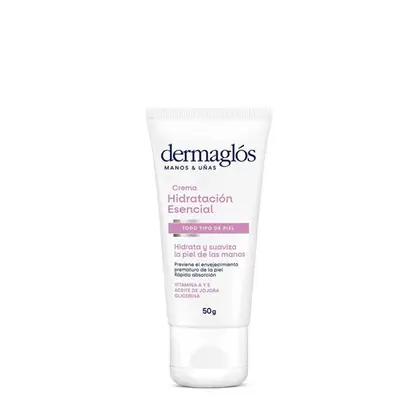 dermaglós
MANOS & UÑAS
Crema
Hidratación
Esencial
TODO TIPO DE PIEL
Hidrata y suaviza
la piel de las manos
Previene el envejecimiento
prematuro de la piel
Rápida absorción
VITAMINA A Y E
ACEITE DE JOJOBA
GLICERINA
50g